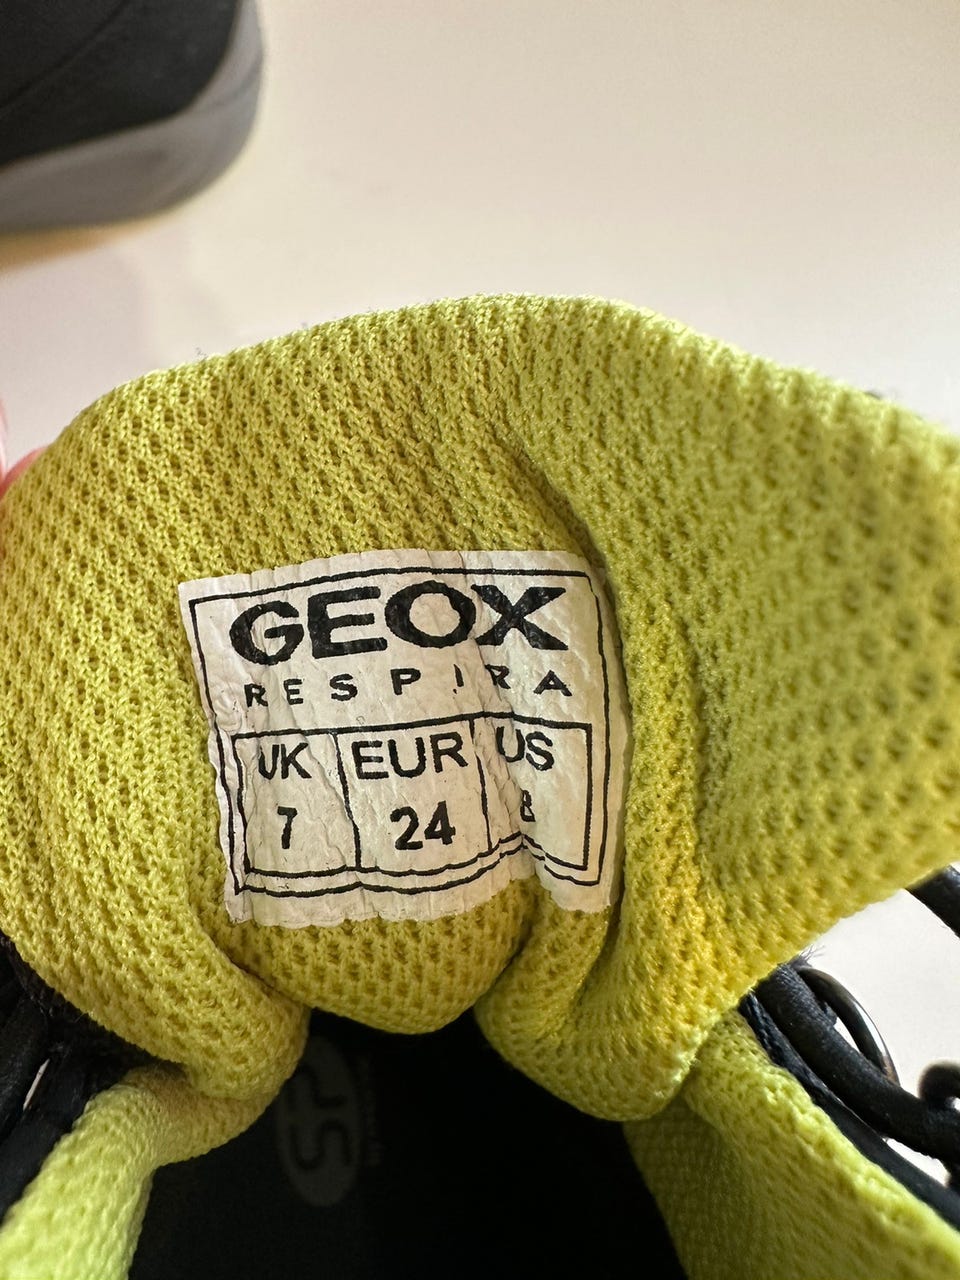 GEOX
RESPIRA
UK EUR US
7 24 8